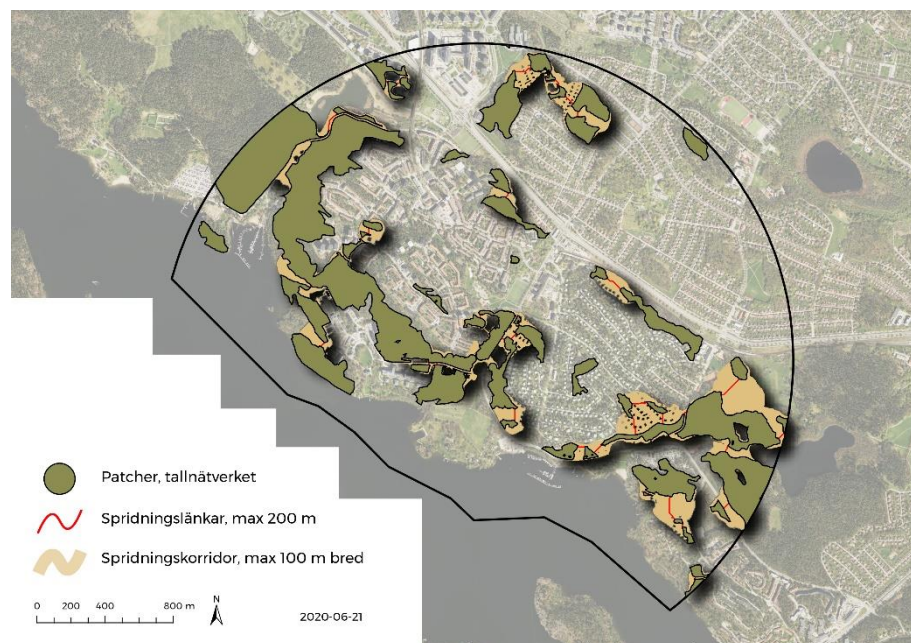 Patcher, tallnätverket
Spridningslänkar, max 200 m
Spridningskorridor, max 100 m bred
0 200 400 800 m
N
2020-06-21